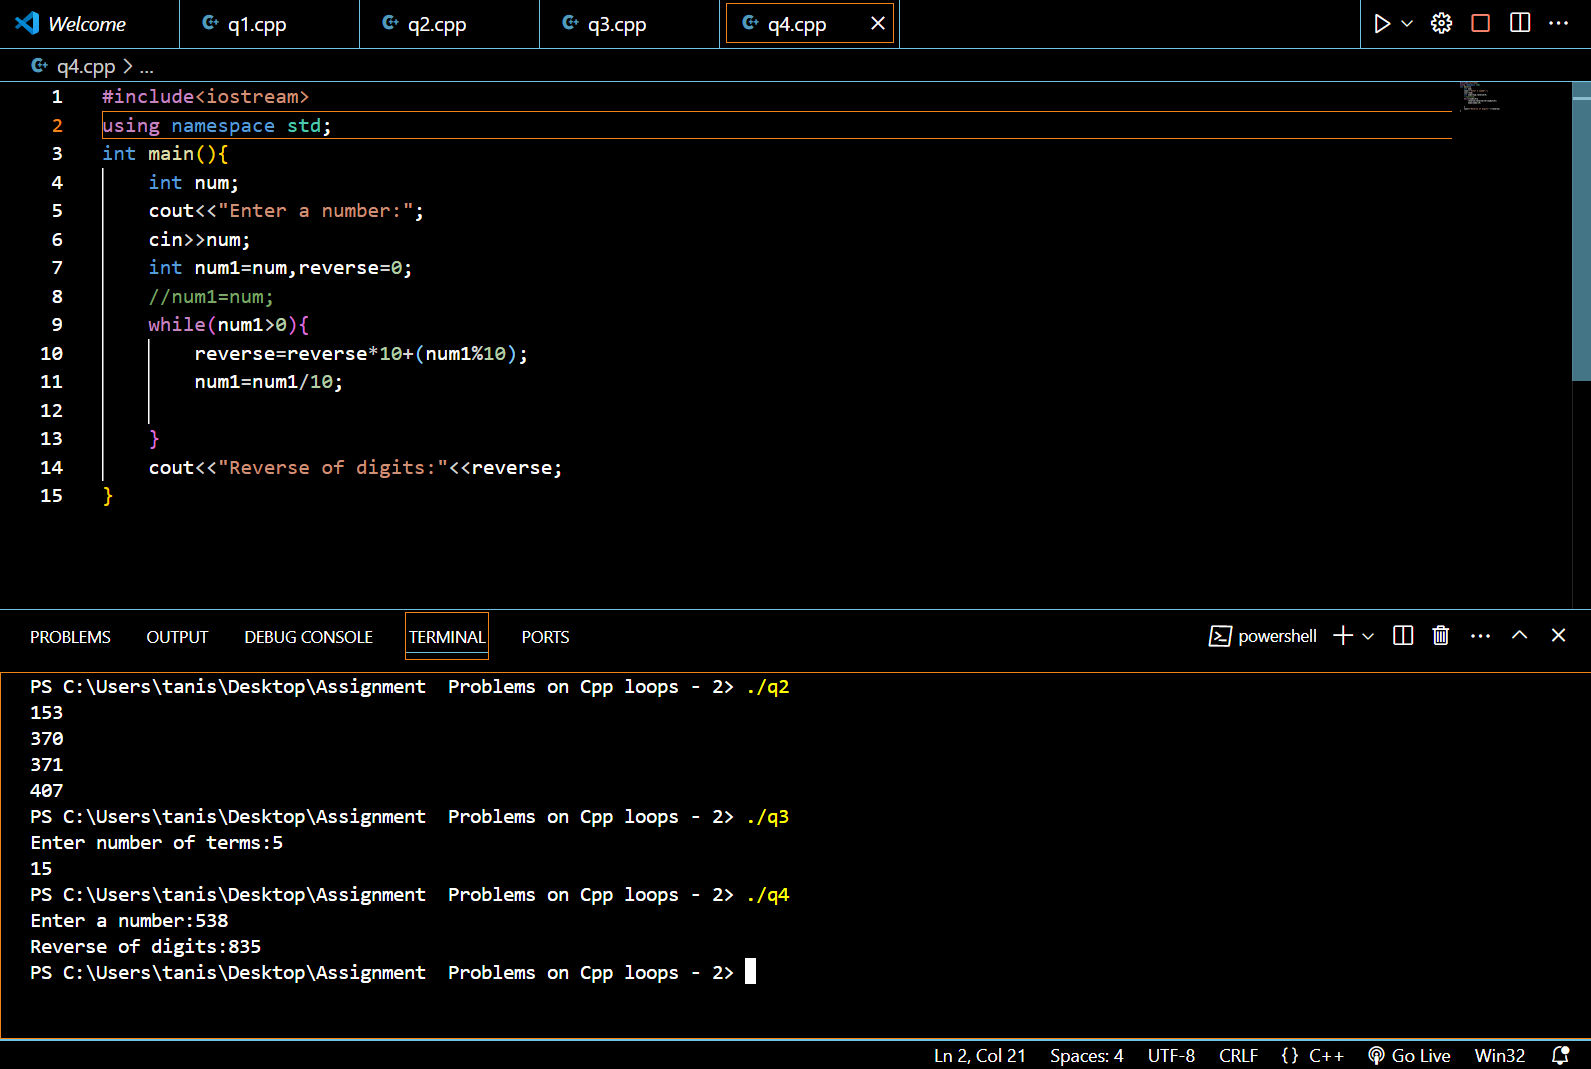 Welcome q1.cpp q2.cpp q3.cpp q4.cpp
q4.cpp > ...
1 #include<iostream>
2 using namespace std;
3 int main(){
4 int num;
5 cout<<"Enter a number:";
6 cin>>num;
7 int num1=num,reverse=0;
8 //num1=num;
9 while(num1>0){
10 reverse=reverse*10+(num1%10);
11 num1=num1/10;
12
13 }
14 cout<<"Reverse of digits:"<<reverse;
15 }
PROBLEMS OUTPUT DEBUG CONSOLE TERMINAL PORTS powershell
PS C:\Users\tanis\Desktop\Assignment  Problems on Cpp loops - 2> ./q2
153
370
371
407
PS C:\Users\tanis\Desktop\Assignment  Problems on Cpp loops - 2> ./q3
Enter number of terms:5
15
PS C:\Users\tanis\Desktop\Assignment  Problems on Cpp loops - 2> ./q4
Enter a number:538
Reverse of digits:835
PS C:\Users\tanis\Desktop\Assignment  Problems on Cpp loops - 2>
Ln 2, Col 21 Spaces: 4 UTF-8 CRLF {} C++ Go Live Win32